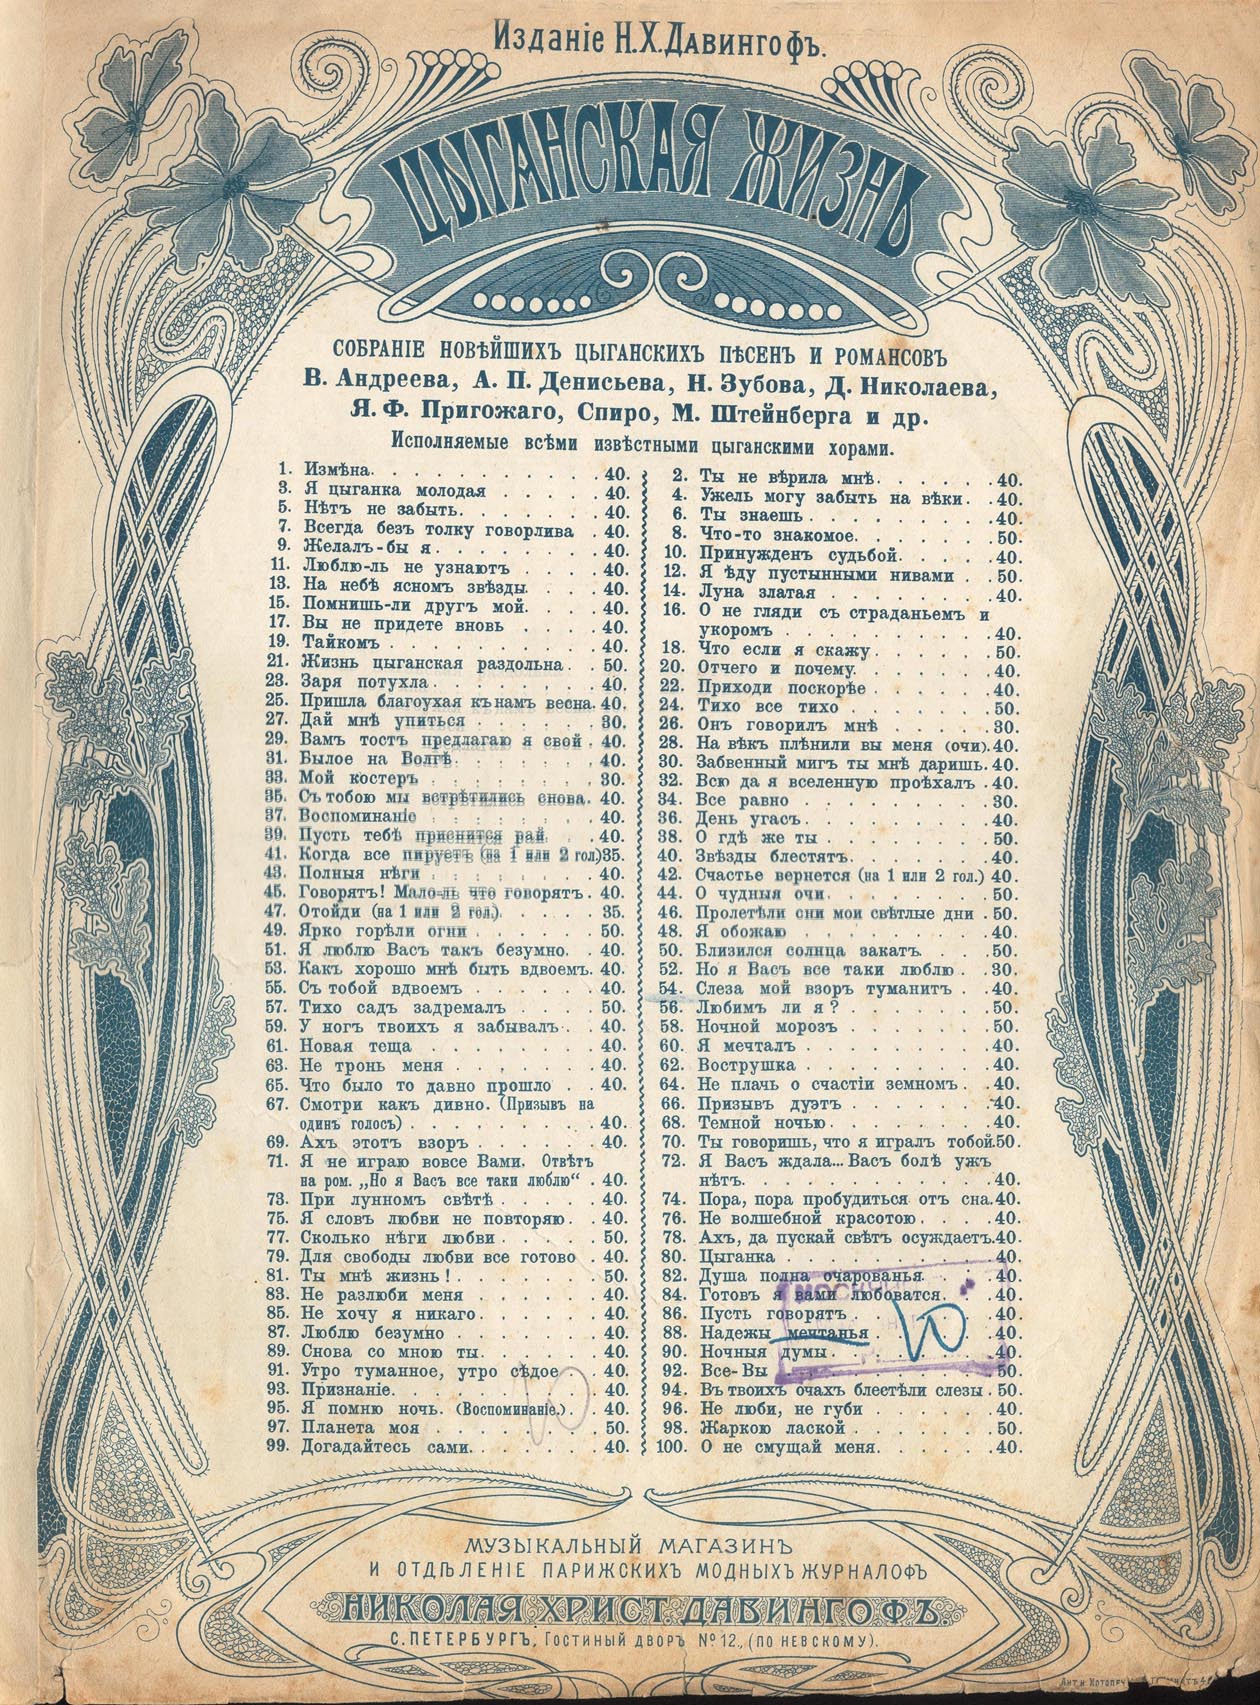 Изданіе Н.Х.Давингофъ.
ЦЫГАНСКАЯ ЖИЗНЬ
СОБРАНІЕ НОВѢЙШИХЪ ЦЫГАНСКИХЪ ПѢСЕНЪ И РОМАНСОВЪ
В. Андреева, А. П. Денисьева, Н. Зубова, Д. Николаева,
Я. Ф. Пригожаго, Спиро, М. Штейнберга и др.
Исполняемые всѣми извѣстными цыганскими хорами.
1. Измѣна. 40.
3. Я цыганка молодая 40.
5. Нѣтъ не забыть. 40.
7. Всегда безъ толку говорлива 40.
9. Желалъ-бы я. 40.
11. Люблю-ль не узнаютъ 40.
13. На небѣ ясномъ звѣзды. 40.
15. Помнишь-ли другъ мой. 40.
17. Вы не придете вновь 40.
19. Тайкомъ 40.
21. Жизнь цыганская раздольна 50.
23. Заря потухла 40.
25. Пришла благоухая къ намъ весна. 40.
27. Дай мнѣ упиться 30.
29. Вамъ тостъ предлагаю я свой 40.
31. Былое на Волгѣ 40.
33. Мой костеръ 30.
35. Съ тобою мы встрѣтились снова. 40.
37. Воспоминаніе 40.
39. Пусть тебѣ приснится рай 40.
41. Когда все пируетъ (на 1 или 2 гол.) 35.
43. Полныя нѣги 40.
45. Говорятъ! Мало-ль что говорятъ. 40.
47. Отойди (на 1 или 2 гол.) 35.
49. Ярко горѣли огни 50.
51. Я люблю Васъ такъ безумно. 40.
53. Какъ хорошо мнѣ быть вдвоемъ. 40.
55. Съ тобой вдвоемъ 40.
57. Тихо садъ задремалъ 50.
59. У ногъ твоихъ я забывалъ 40.
61. Новая теща 40.
63. Не тронь меня 40.
65. Что было то давно прошло 40.
67. Смотри какъ дивно. (Призывъ на
одинъ голосъ) 40.
69. Ахъ этотъ взоръ 40.
71. Я не играю вовсе Вами. Отвѣтъ
на ром. „Но я Васъ все таки люблю“ 40.
73. При лунномъ свѣтѣ 40.
75. Я словъ любви не повторяю 40.
77. Сколько нѣги любви 50.
79. Для свободы любви все готово 40.
81. Ты мнѣ жизнь! 50.
83. Не разлюби меня 40.
85. Не хочу я никаго 40.
87. Люблю безумно 40.
89. Снова со мною ты 40.
91. Утро туманное, утро сѣдое 40.
93. Признаніе. 40.
95. Я помню ночь. (Воспоминаніе.) 40.
97. Планета моя 50.
99. Догадайтесь сами. 40.
2. Ты не вѣрила мнѣ 40.
4. Ужель могу забыть на вѣки 40.
6. Ты знаешь 40.
8. Что-то знакомое 50.
10. Принужденъ судьбой 40.
12. Я ѣду пустынными нивами 50.
14. Луна златая 40.
16. О не гляди съ страданьемъ и
укоромъ 40.
18. Что если я скажу 50.
20. Отчего и почему 40.
22. Приходи поскорѣе 40.
24. Тихо все тихо 50.
26. Онъ говорилъ мнѣ 30.
28. На вѣкъ плѣнили вы меня (очи). 40.
30. Забвенный мигъ ты мнѣ даришь. 40.
32. Всю да я вселенную проѣхалъ 40.
34. Все равно 30.
36. День угасъ 40.
38. О гдѣ же ты 50.
40. Звѣзды блестятъ 40.
42. Счастье вернется (на 1 или 2 гол.) 40.
44. О чудныя очи 50.
46. Пролетѣли сни мои свѣтлые дни 50.
48. Я обожаю 40.
50. Близился солнца закатъ 50.
52. Но я Васъ все таки люблю 30.
54. Слеза мой взоръ туманитъ 40.
56. Любимъ ли я? 50.
58. Ночной морозъ 50.
60. Я мечталъ 40.
62. Вострушка 40.
64. Не плачь о счастіи земномъ 40.
66. Призывъ дуэтъ 40.
68. Темной ночью 40.
70. Ты говоришь, что я игралъ тобой 50.
72. Я Васъ ждала... Васъ болѣ ужъ
нѣтъ 40.
74. Пора, пора пробудиться отъ сна. 40.
76. Не волшебной красотою 40.
78. Ахъ, да пускай свѣтъ осуждаетъ. 40.
80. Цыганка 40.
82. Душа полна очарованья 40.
84. Готовъ я вами любоватся 40.
86. Пусть говорятъ 40.
88. Надежы мечтанья 40.
90. Ночныя думы 40.
92. Все-Вы 50.
94. Въ твоихъ очахъ блестѣли слезы 50.
96. Не люби, не губи 40.
98. Жаркою лаской 50.
100. О не смущай меня 40.
МУЗЫКАЛЬНЫЙ МАГАЗИНЪ
И ОТДѢЛЕНІЕ ПАРИЖСКИХЪ МОДНЫХЪ ЖУРНАЛОФЪ
НИКОЛАЯ ХРИСТ. ДАВИНГОФЪ.
С. ПЕТЕРБУРГЪ, Гостиный дворъ № 12., (по Невскому).